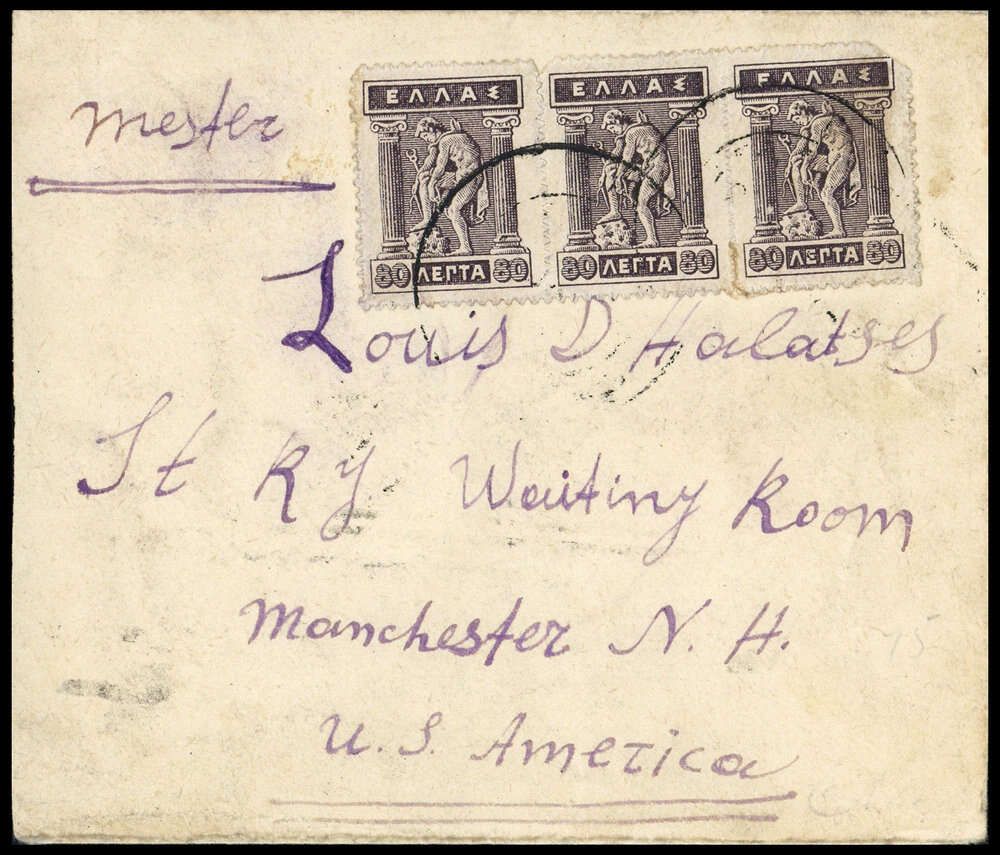 mester
ΕΛΛΑΣ ΕΛΛΑΣ ΕΛΛΑΣ
80 ΛΕΠΤΑ 80 80 ΛΕΠΤΑ 80 80 ΛΕΠΤΑ 80
Louis D Halatses
St Ry Waitiny Room
Manchester N. H.
U. S. America